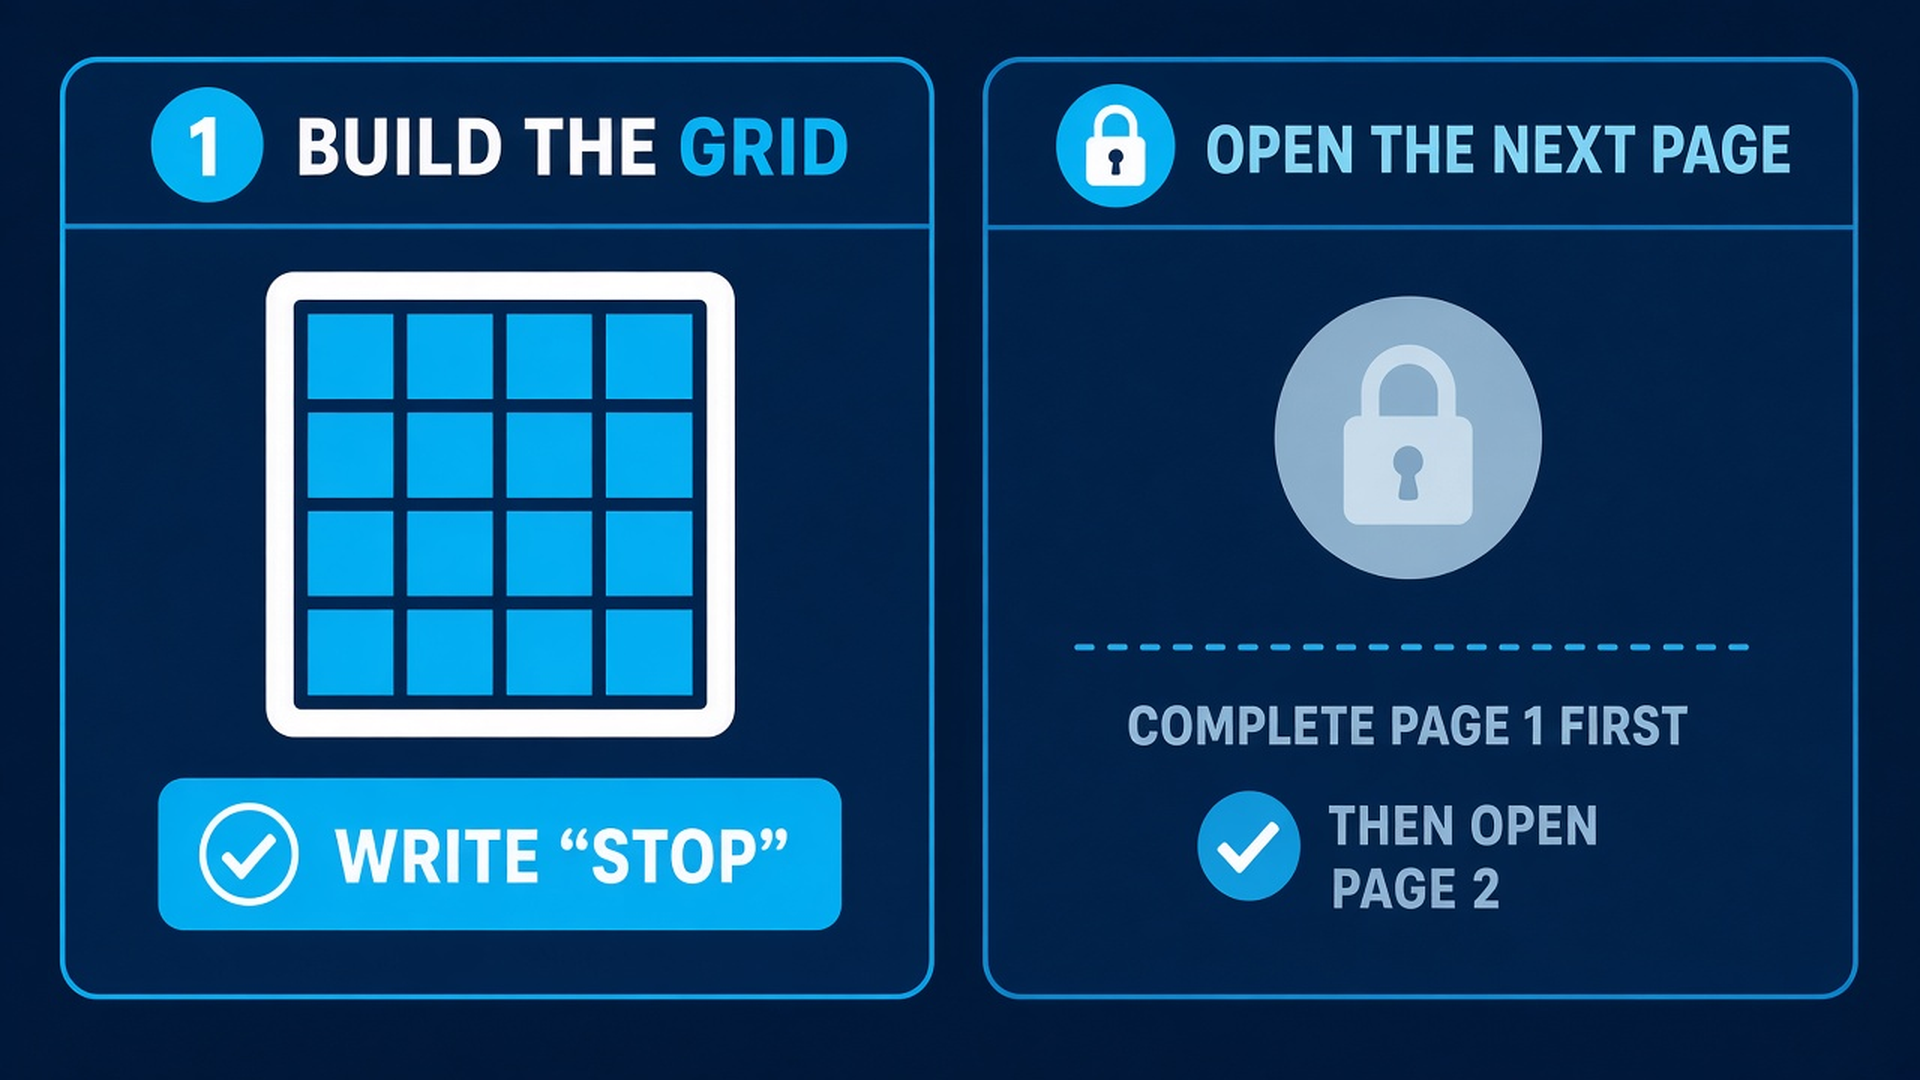 1 BUILD THE GRID
WRITE “STOP”
OPEN THE NEXT PAGE
COMPLETE PAGE 1 FIRST
THEN OPEN
PAGE 2